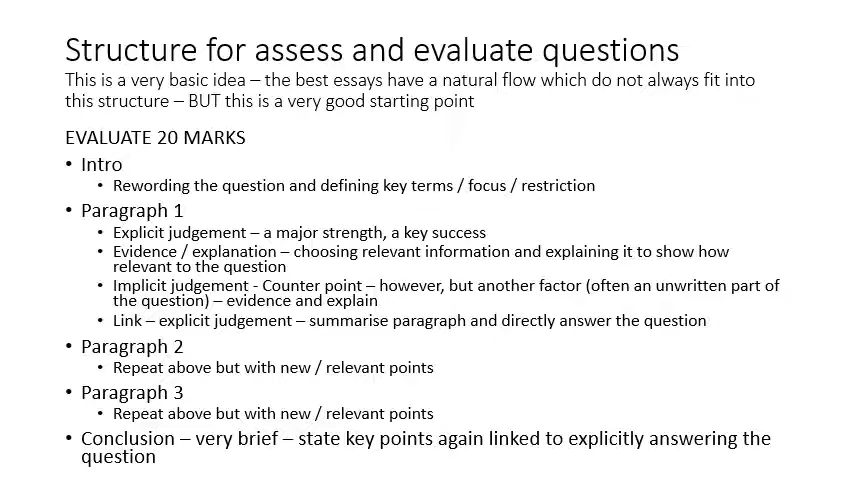 Structure for assess and evaluate questions
This is a very basic idea – the best essays have a natural flow which do not always fit into
this structure – BUT this is a very good starting point
EVALUATE 20 MARKS
• Intro
• Rewording the question and defining key terms / focus / restriction
• Paragraph 1
• Explicit judgement – a major strength, a key success
• Evidence / explanation – choosing relevant information and explaining it to show how
relevant to the question
• Implicit judgement - Counter point – however, but another factor (often an unwritten part of
the question) – evidence and explain
• Link – explicit judgement – summarise paragraph and directly answer the question
• Paragraph 2
• Repeat above but with new / relevant points
• Paragraph 3
• Repeat above but with new / relevant points
• Conclusion – very brief – state key points again linked to explicitly answering the
question